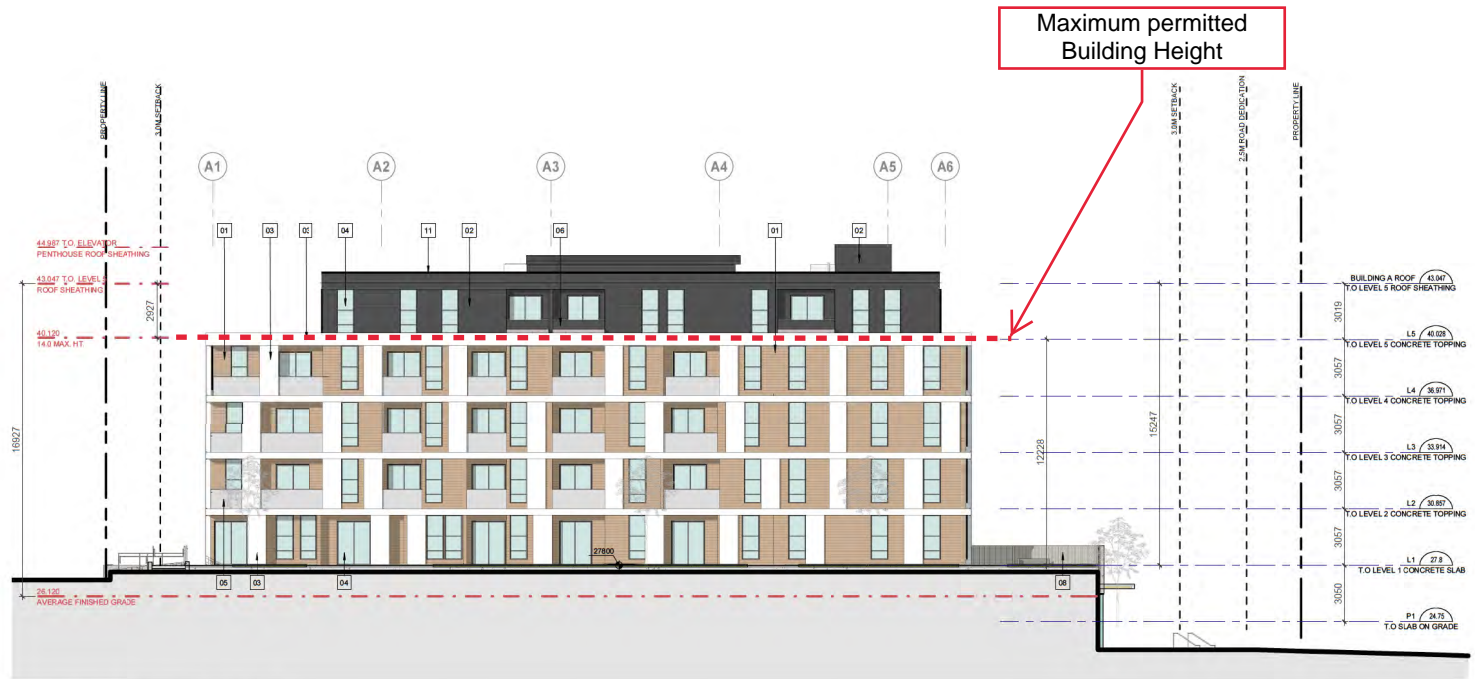 Maximum permitted
Building Height
PROPERTY LINE
3.0M SETBACK
3.0M SETBACK
2.5M ROAD DEDICATION
PROPERTY LINE
A1
A2
A3
A4
A5
A6
01
03
03
04
11
02
06
01
02
44.987 T.O. ELEVATOR
PENTHOUSE ROOF SHEATHING
43.047 T.O. LEVEL 5
ROOF SHEATHING
2927
40.120
14.0 MAX. HT.
16927
26.120
AVERAGE FINISHED GRADE
05
03
04
27800
08
12228
15247
BUILDING A ROOF 43.047
T.O LEVEL 5 ROOF SHEATHING
3019
L5 40.028
T.O LEVEL 5 CONCRETE TOPPING
3057
L4 36.971
T.O LEVEL 4 CONCRETE TOPPING
3057
L3 33.914
T.O LEVEL 3 CONCRETE TOPPING
3057
L2 30.857
T.O LEVEL 2 CONCRETE TOPPING
3057
L1 27.8
T.O LEVEL 1 CONCRETE SLAB
3050
P1 24.75
T.O SLAB ON GRADE